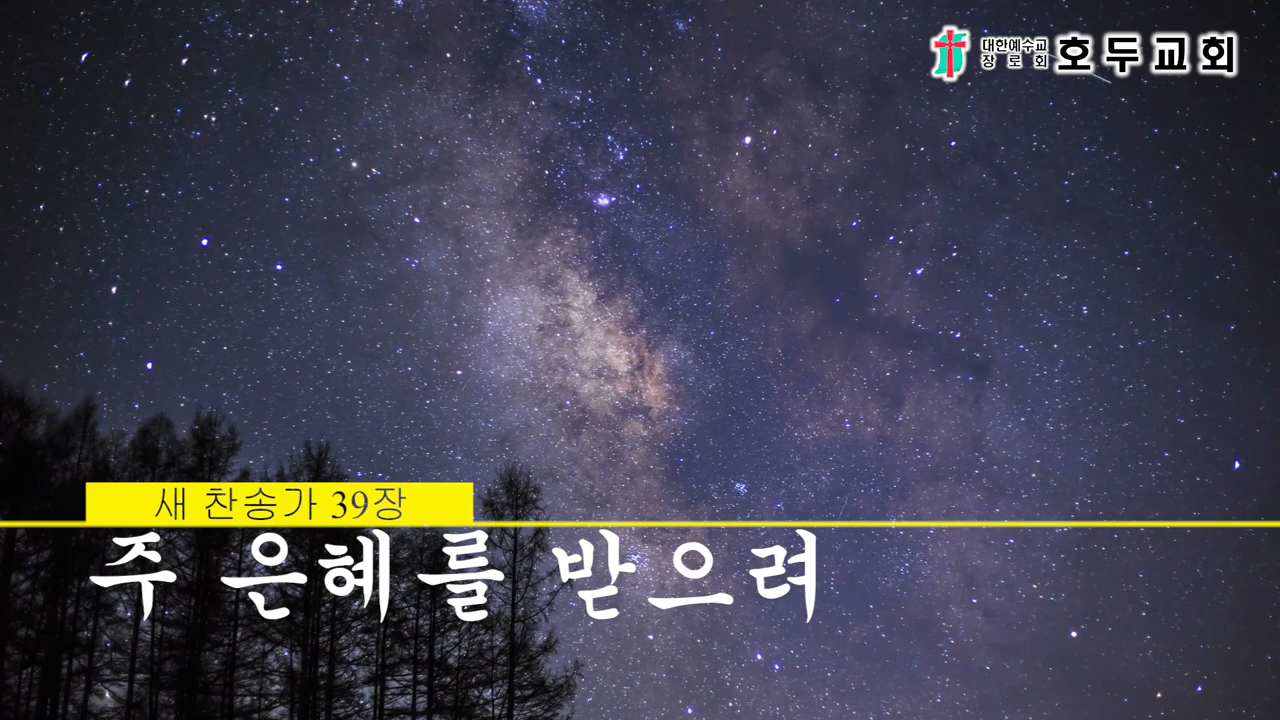 대한예수교
장로회
호두교회
새 찬송가 39장
주 은혜를 받으려